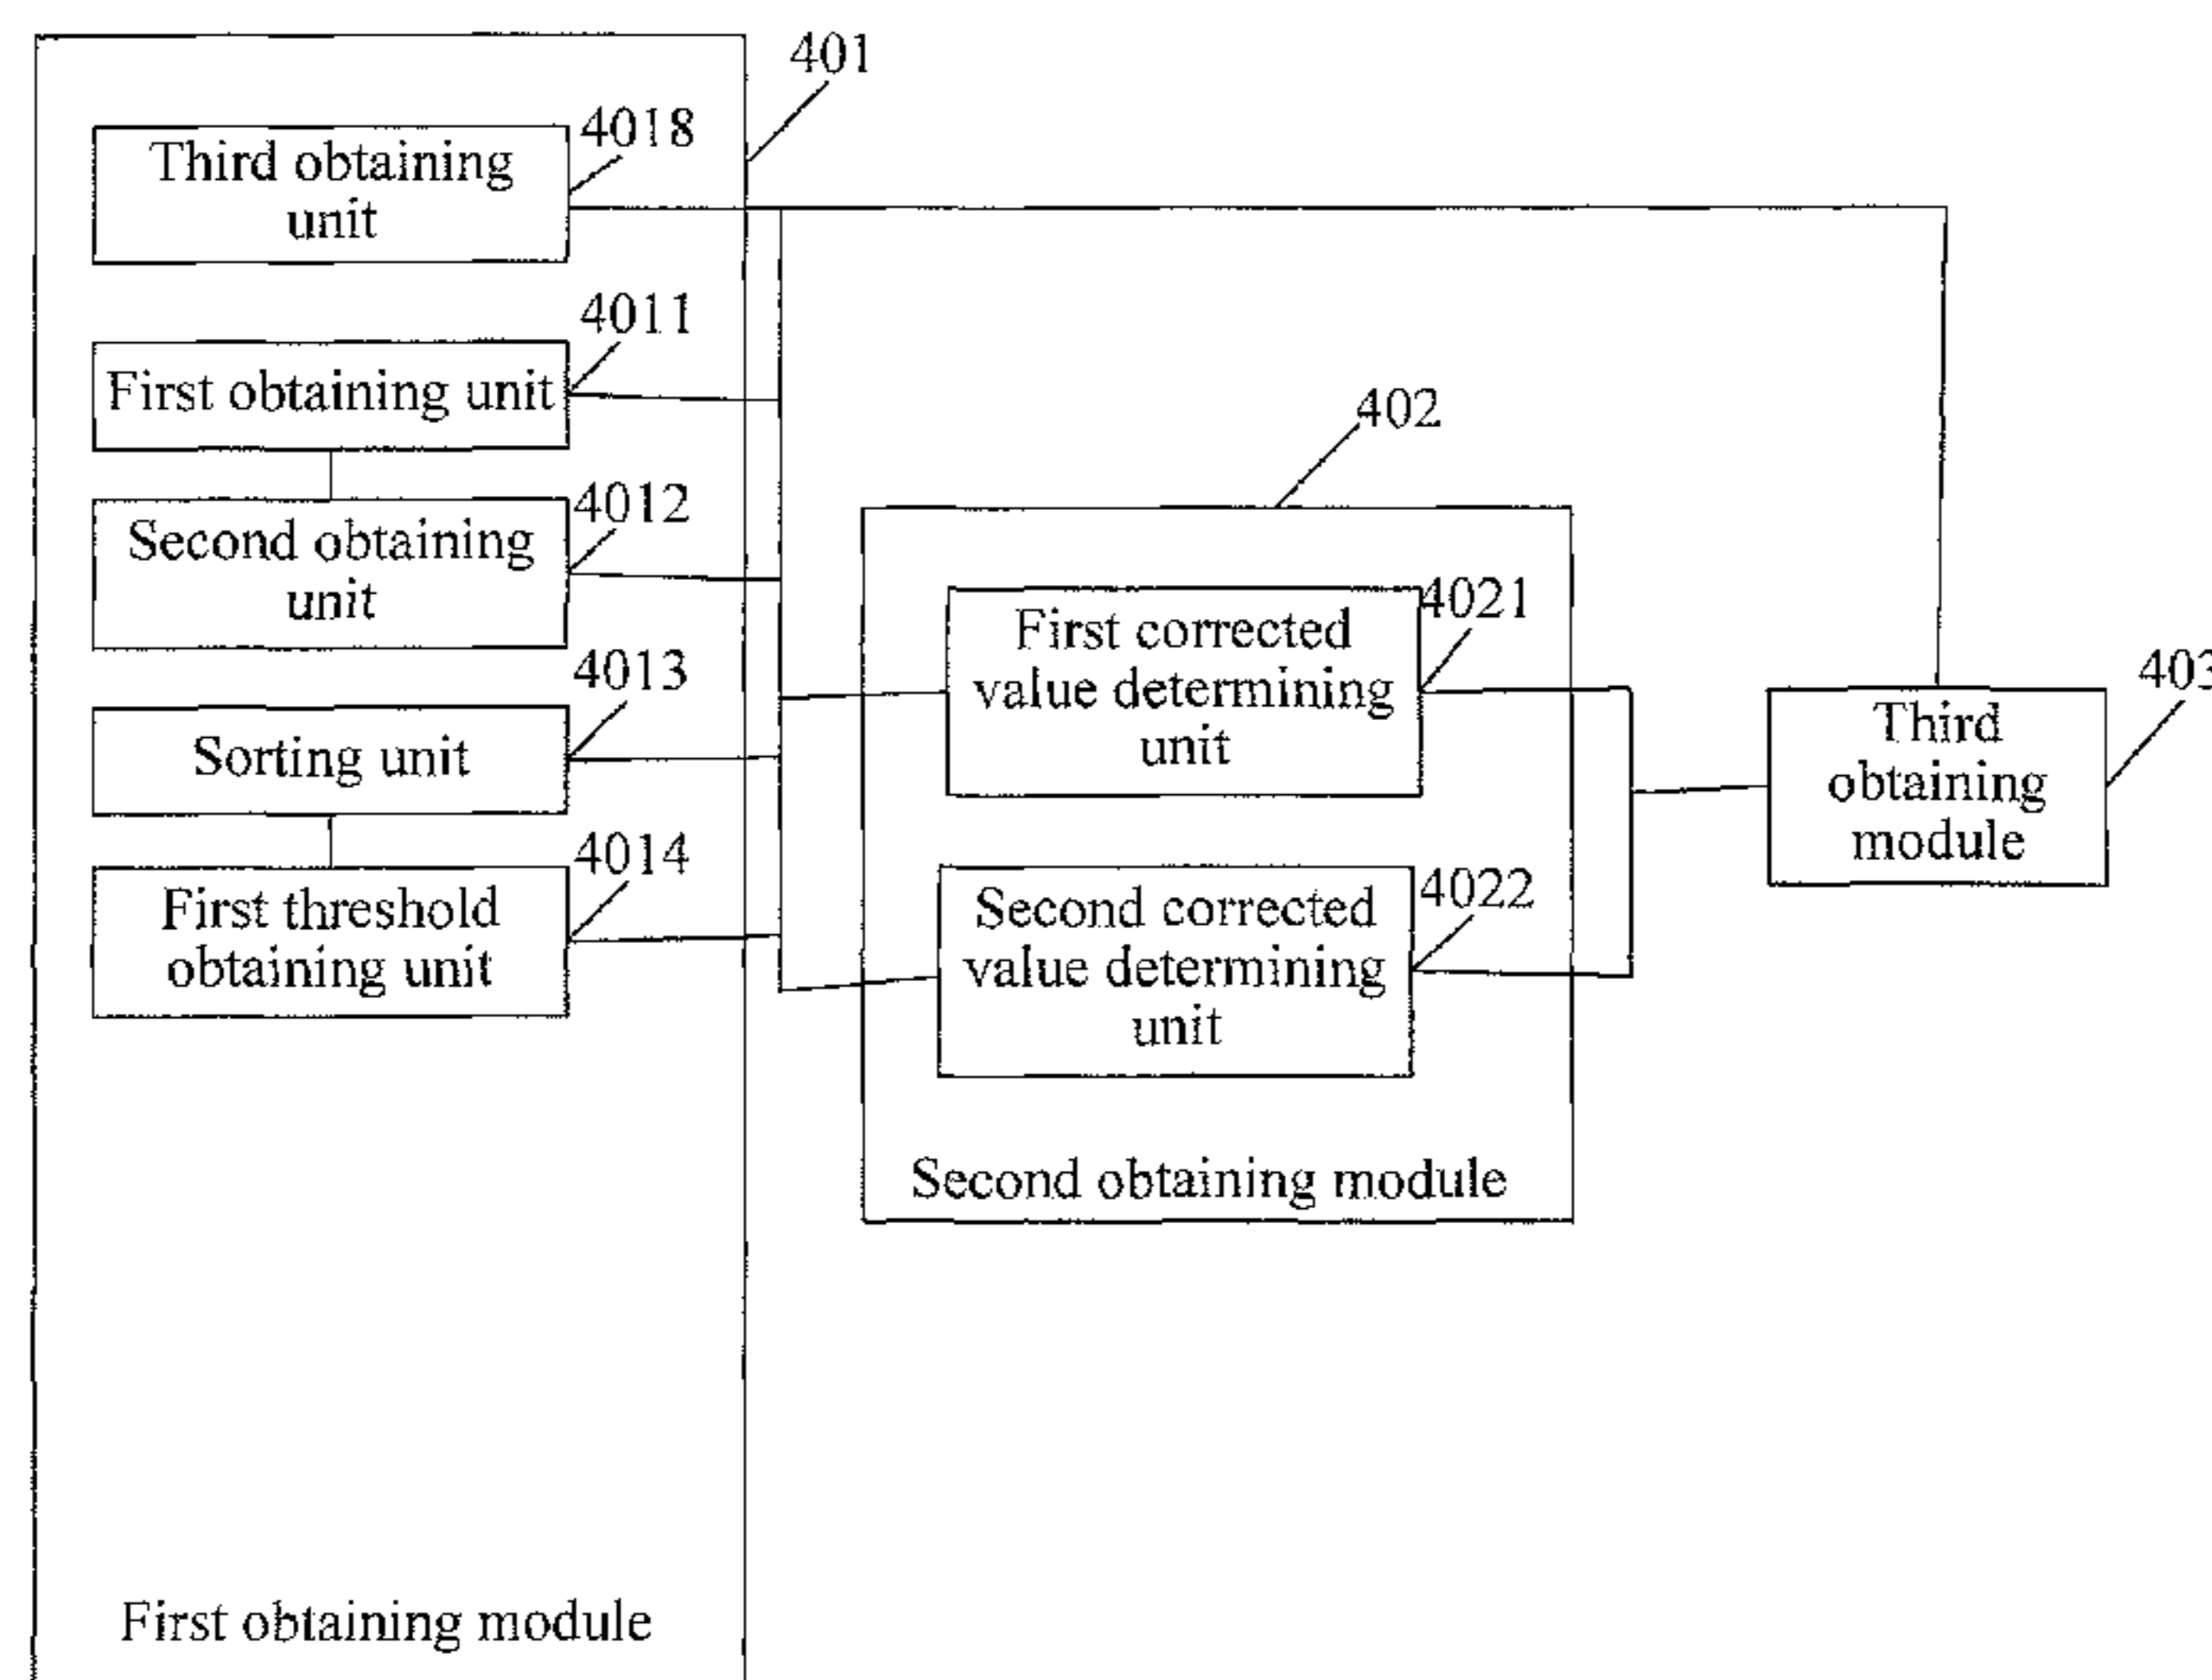 401
4018
Third obtaining
unit
4011
First obtaining unit
4012
Second obtaining
unit
4013
Sorting unit
4014
First threshold
obtaining unit
First obtaining module
402
4021
First corrected
value determining
unit
4022
Second corrected
value determining
unit
Second obtaining module
403
Third
obtaining
module